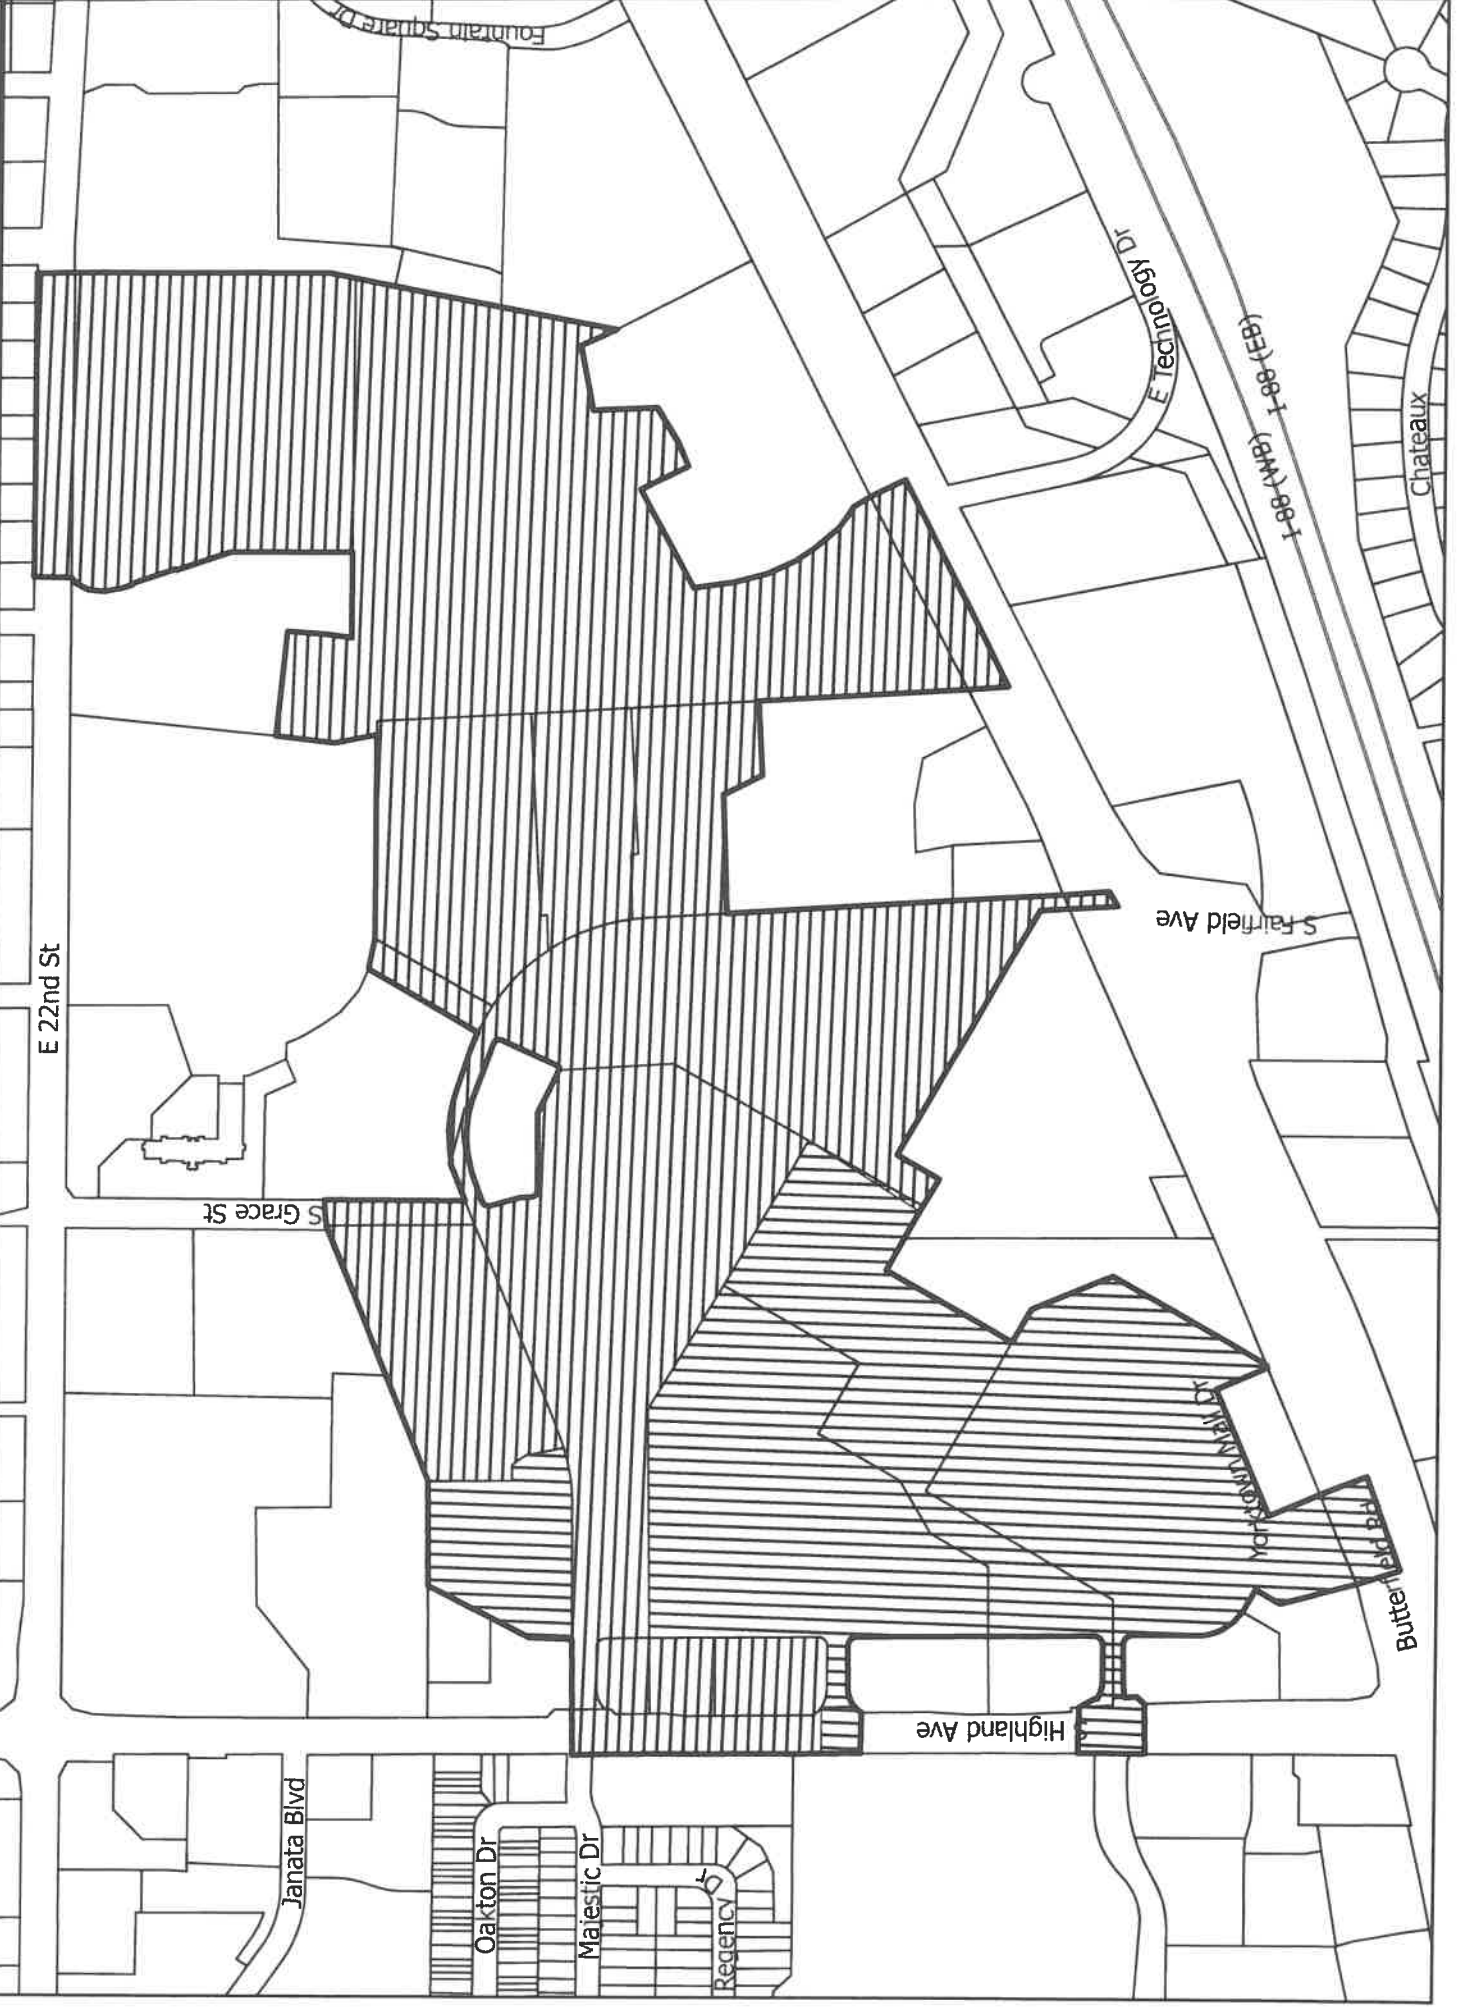 Fountain Square Dr
E Technology Dr
I-88 (EB)
I-88 (WB)
Chateaux
S Fairfield Ave
E 22nd St
S Grace St
Yorktown Mall Dr
Butterfield Rd
Highland Ave
Janata Blvd
Oakton Dr
Majestic Dr
Regency Dr